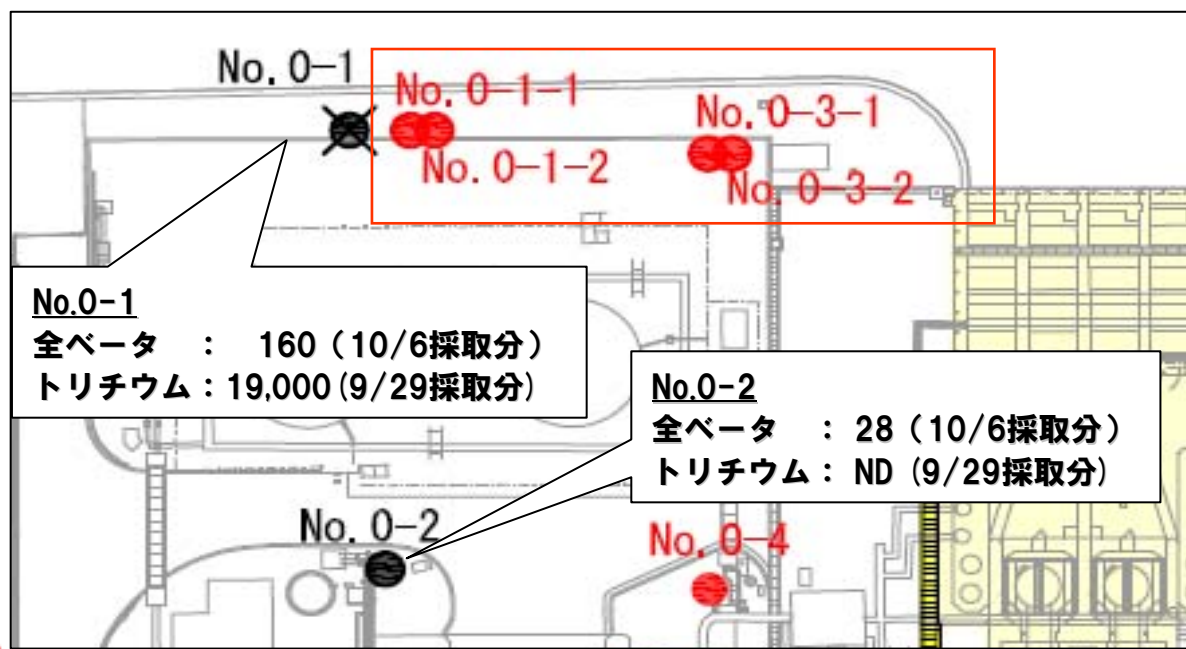 No. 0-1
No. 0-1-1
No. 0-3-1
No. 0-1-2
No. 0-3-2
No.0-1
全ベータ : 160（10/6採取分）
トリチウム：19,000(9/29採取分)
No.0-2
全ベータ : 28（10/6採取分）
トリチウム： ND (9/29採取分)
No. 0-2
No. 0-4